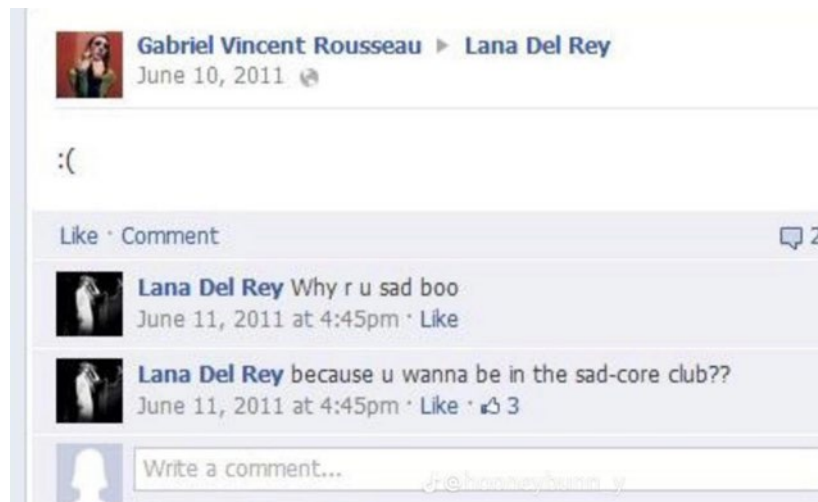 Gabriel Vincent Rousseau ▸ Lana Del Rey
June 10, 2011
:(
Like · Comment 2
Lana Del Rey Why r u sad boo
June 11, 2011 at 4:45pm · Like
Lana Del Rey because u wanna be in the sad-core club??
June 11, 2011 at 4:45pm · Like · 3
Write a comment...